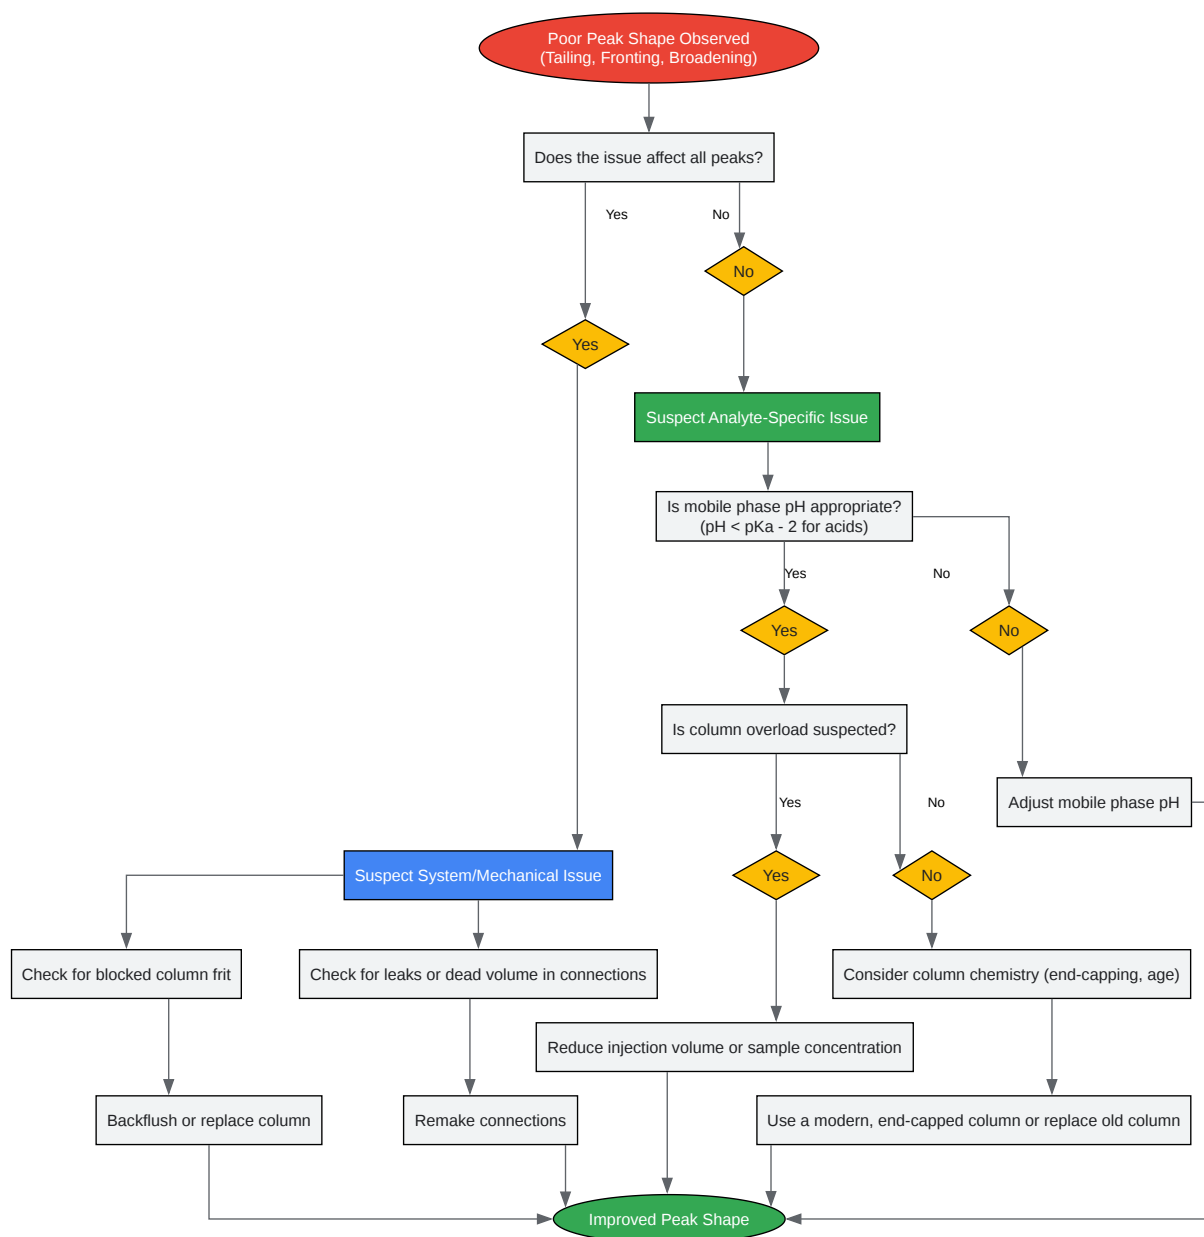 Poor Peak Shape Observed
(Tailing, Fronting, Broadening)
Does the issue affect all peaks?
Yes
No
No
Yes
Suspect Analyte-Specific Issue
Is mobile phase pH appropriate?
(pH < pKa - 2 for acids)
Yes
No
Yes
No
Is column overload suspected?
Adjust mobile phase pH
Yes
No
Suspect System/Mechanical Issue
Yes
No
Check for blocked column frit
Check for leaks or dead volume in connections
Consider column chemistry (end-capping, age)
Reduce injection volume or sample concentration
Backflush or replace column
Remake connections
Use a modern, end-capped column or replace old column
Improved Peak Shape